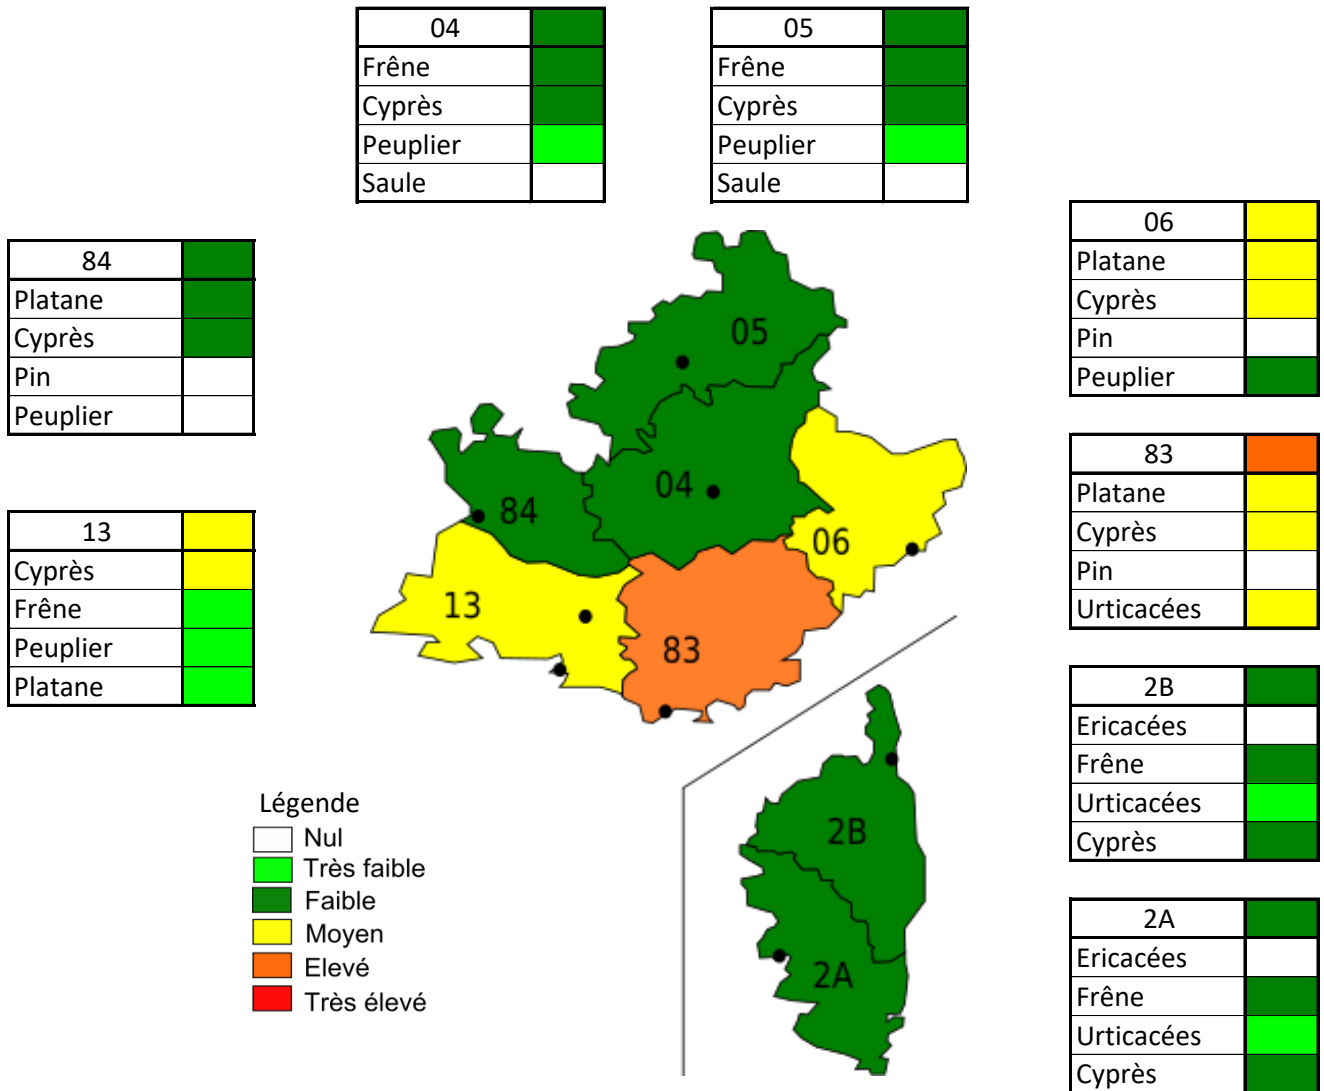 04
Frêne
Cyprès
Peuplier
Saule
05
Frêne
Cyprès
Peuplier
Saule
84
Platane
Cyprès
Pin
Peuplier
13
Cyprès
Frêne
Peuplier
Platane
06
Platane
Cyprès
Pin
Peuplier
83
Platane
Cyprès
Pin
Urticacées
2B
Ericacées
Frêne
Urticacées
Cyprès
2A
Ericacées
Frêne
Urticacées
Cyprès
05
04
84
06
13
83
2B
2A
Légende
Nul
Très faible
Faible
Moyen
Elevé
Très élevé